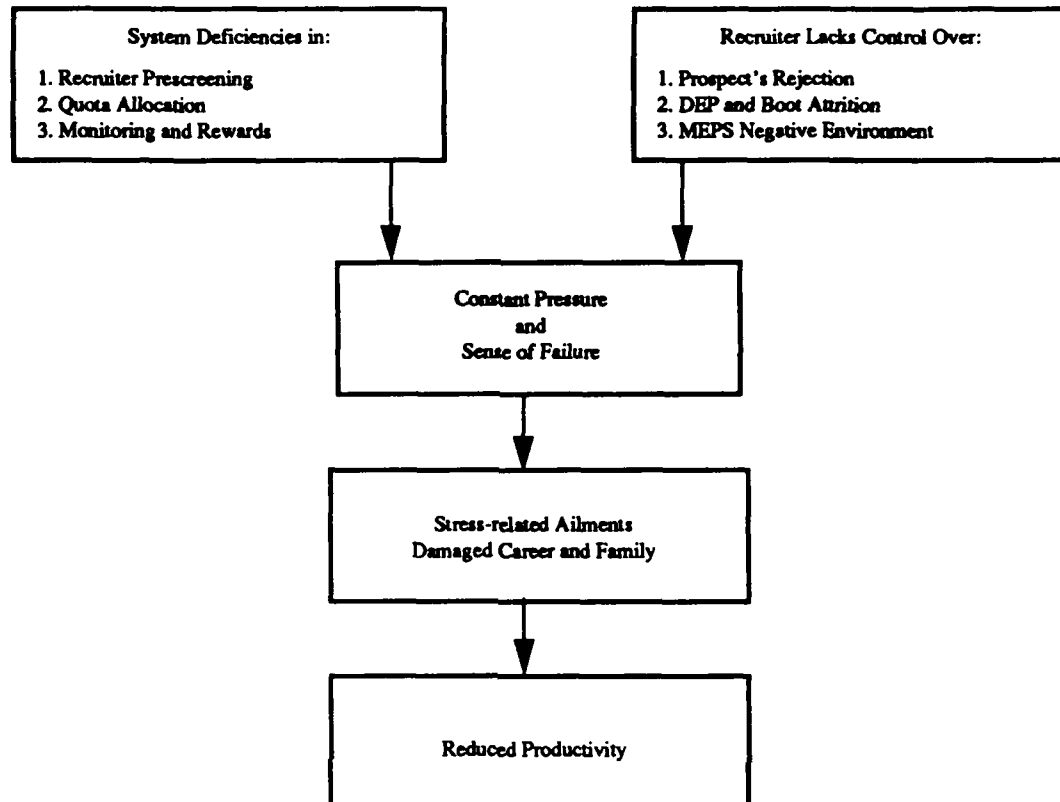 System Deficiencies in:
1. Recruiter Prescreening
2. Quota Allocation
3. Monitoring and Rewards
Recruiter Lacks Control Over:
1. Prospect's Rejection
2. DEP and Boot Attrition
3. MEPS Negative Environment
Constant Pressure
and
Sense of Failure
Stress-related Ailments
Damaged Career and Family
Reduced Productivity